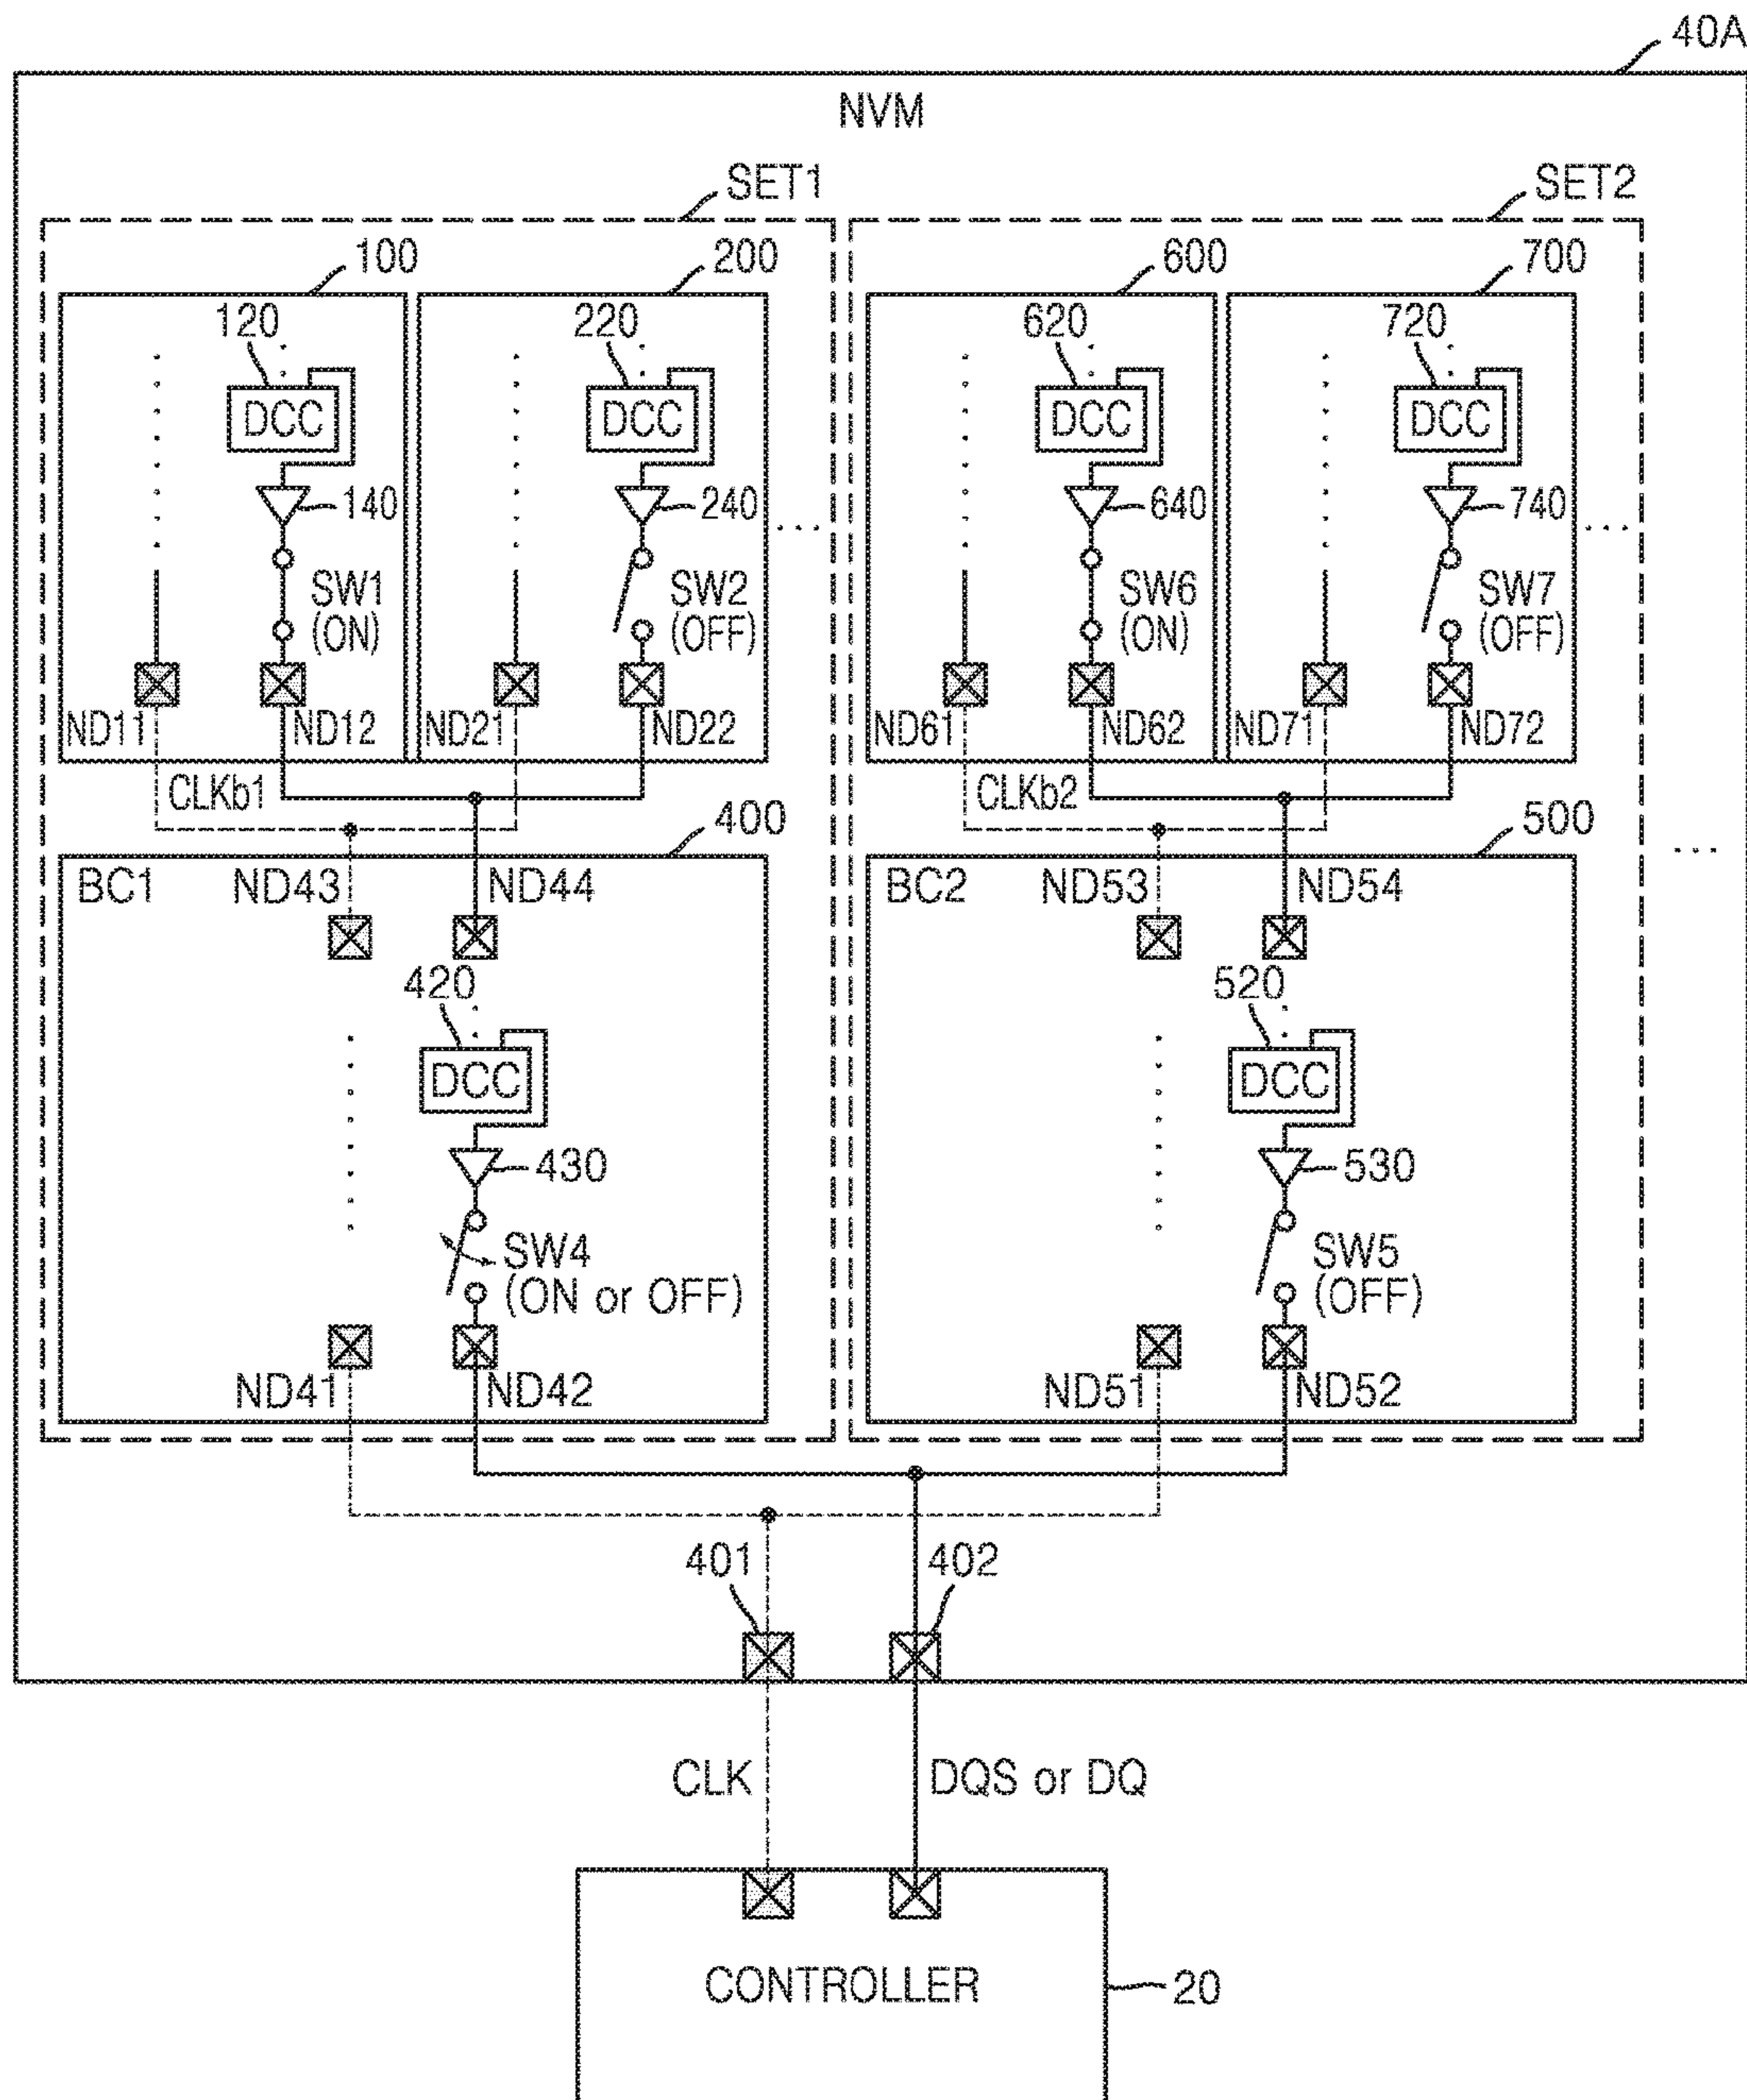 40A
NVM
SET1
SET2
100
200
600
700
120
220
620
720
DCC
DCC
DCC
DCC
140
240
640
740
SW1
(ON)
SW2
(OFF)
SW6
(ON)
SW7
(OFF)
ND11
ND12
ND21
ND22
ND61
ND62
ND71
ND72
CLKb1
CLKb2
400
500
BC1
ND43
ND44
BC2
ND53
ND54
420
520
DCC
DCC
430
530
SW4
(ON or OFF)
SW5
(OFF)
ND41
ND42
ND51
ND52
401
402
CLK
DQS or DQ
CONTROLLER
20